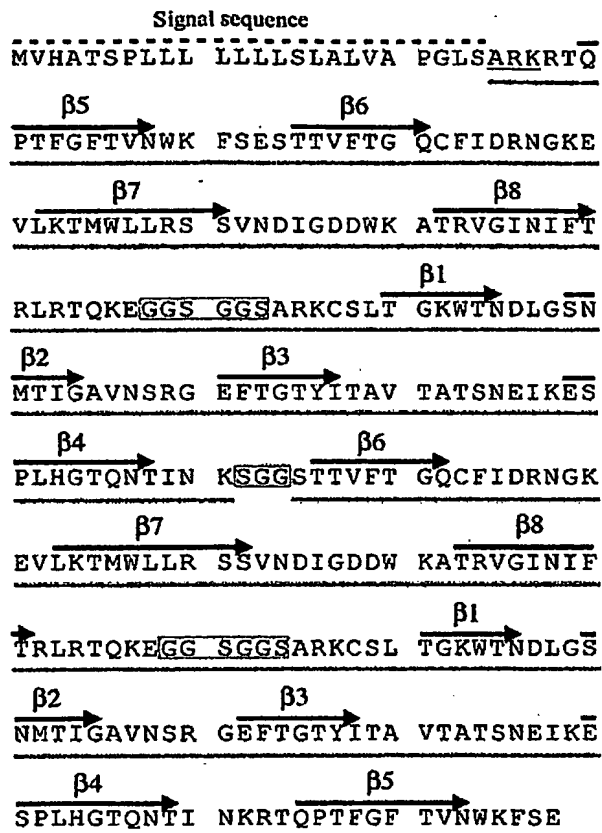 Signal sequence
MVHATSPLLL LLLLSLALVA PGLSARKRTQ
β5 β6
PTFGFTVNWK FSESTTVFTG QCFIDRNGKE
β7 β8
VLKTMWLLRS SVNDIGDDWK ATRVGINIFT
β1
RLRTQKEGGS GGSARKCSLT GKWTNDLGSN
β2 β3
MTIGAVNSRG EFTGTYITAV TATSNEIKES
β4 β6
PLHGTQNTIN KSGGSTTVFT GQCFIDRNGK
β7 β8
EVLKTMWLLR SSVNDIGDDW KATRVGINIF
β1
TRLRTQKEGG SGGSARKCSL TGKWTNDLGS
β2 β3
NMTIGAVNSR GEFTGTYITA VTATSNEIKE
β4 β5
SPLHGTQNTI NKRTQPTFGF TVNWKFSE